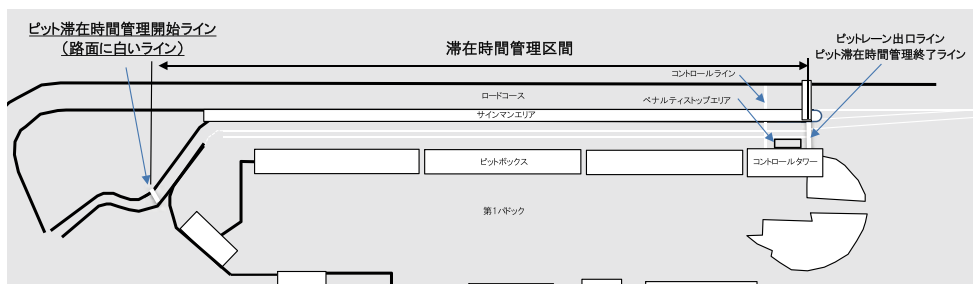 ピット滞在時間管理開始ライン
（路面に白いライン）
滞在時間管理区間
ピットレーン出口ライン
ピット滞在時間管理終了ライン
コントロールライン
ロードコース
ペナルティストップエリア
サインマンエリア
ピットボックス
コントロールタワー
第1パドック